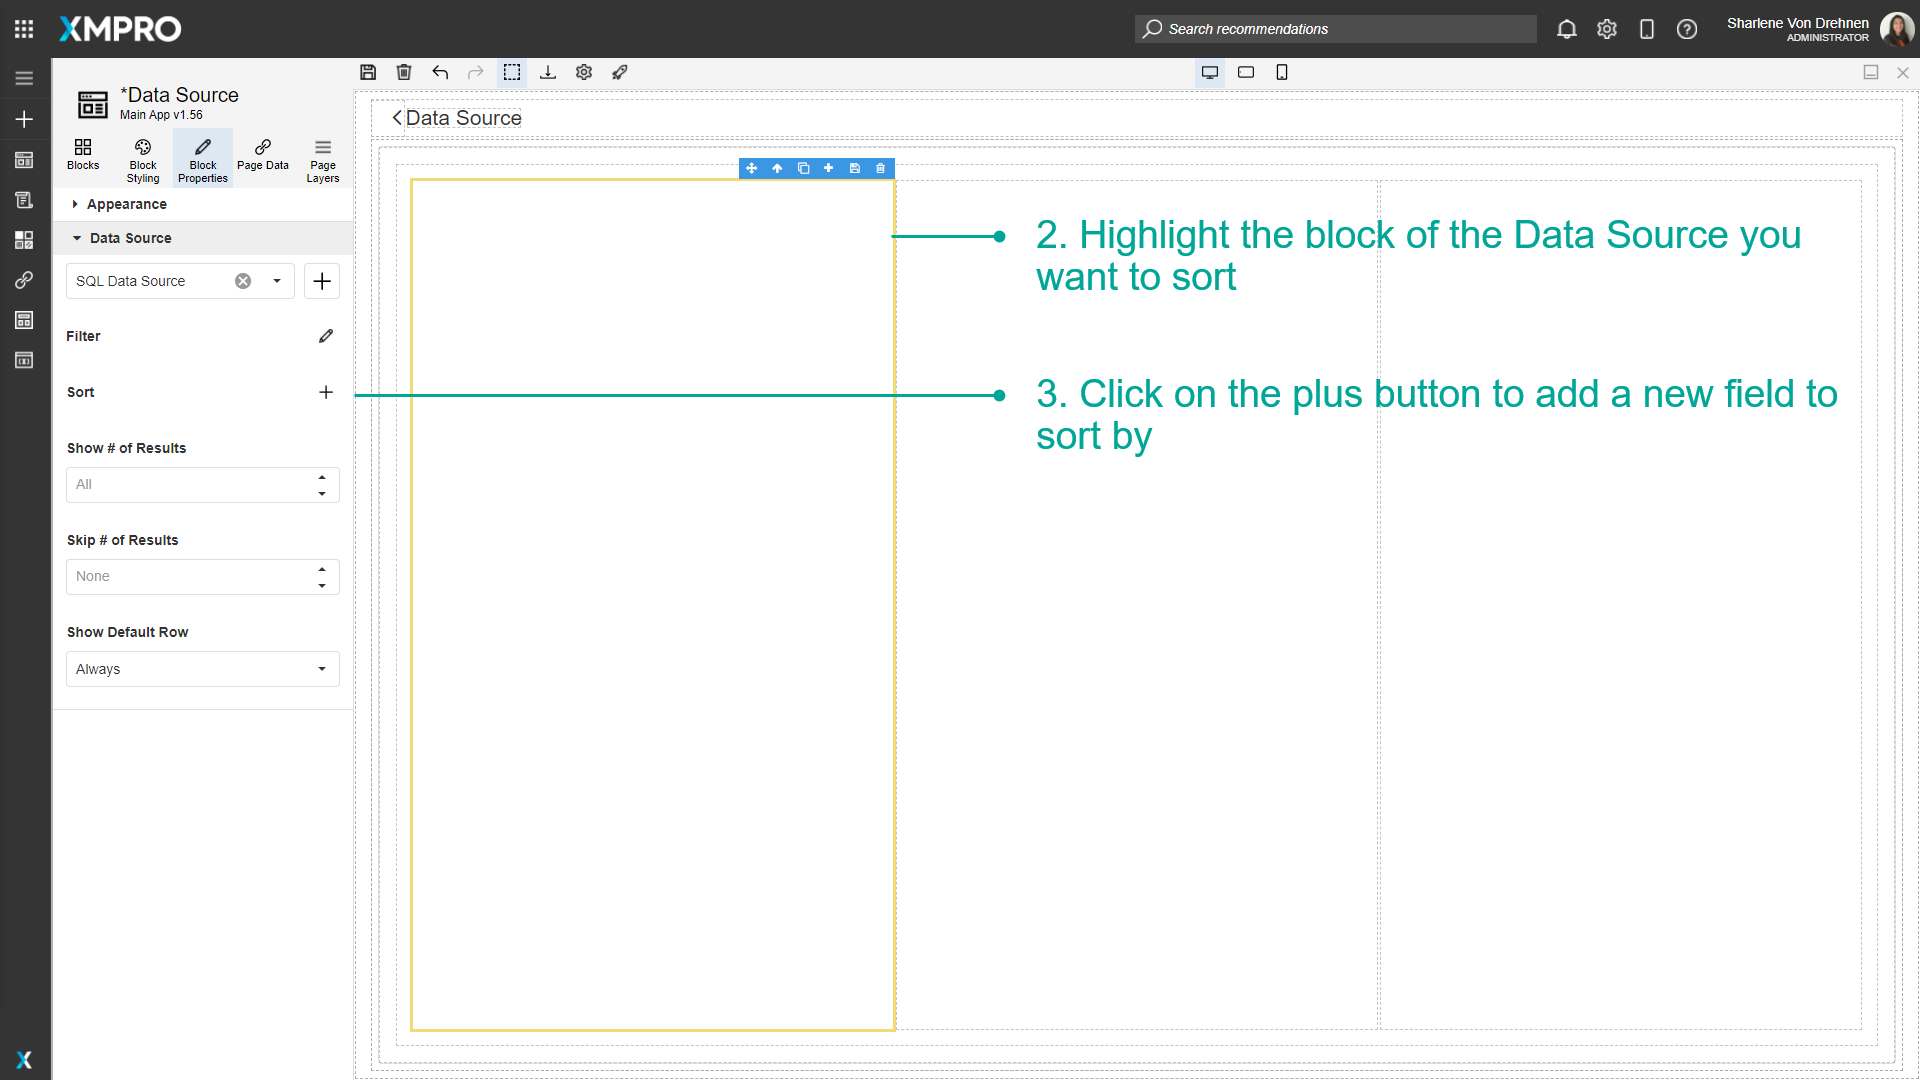 XMPRO
Search recommendations
Sharlene Von Drehnen
ADMINISTRATOR
*Data Source
Main App v1.56
Blocks
Block Styling
Block Properties
Page Data
Page Layers
Appearance
Data Source
SQL Data Source
Filter
Sort
Show # of Results
All
Skip # of Results
None
Show Default Row
Always
Data Source
2. Highlight the block of the Data Source you
want to sort
3. Click on the plus button to add a new field to
sort by